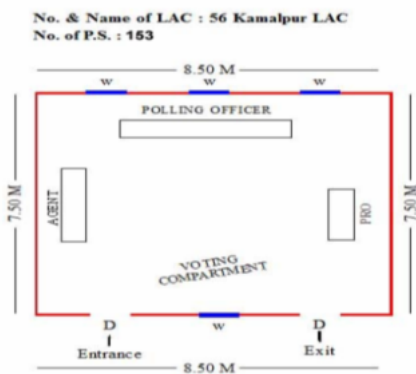 No. & Name of LAC : 56 Kamalpur LAC
No. of P.S. : 153
8.50 M
W W W
POLLING OFFICER
7.50 M
AGENT
PRO
7.50 M
VOTING
COMPARTMENT
D W D
Entrance Exit
8.50 M